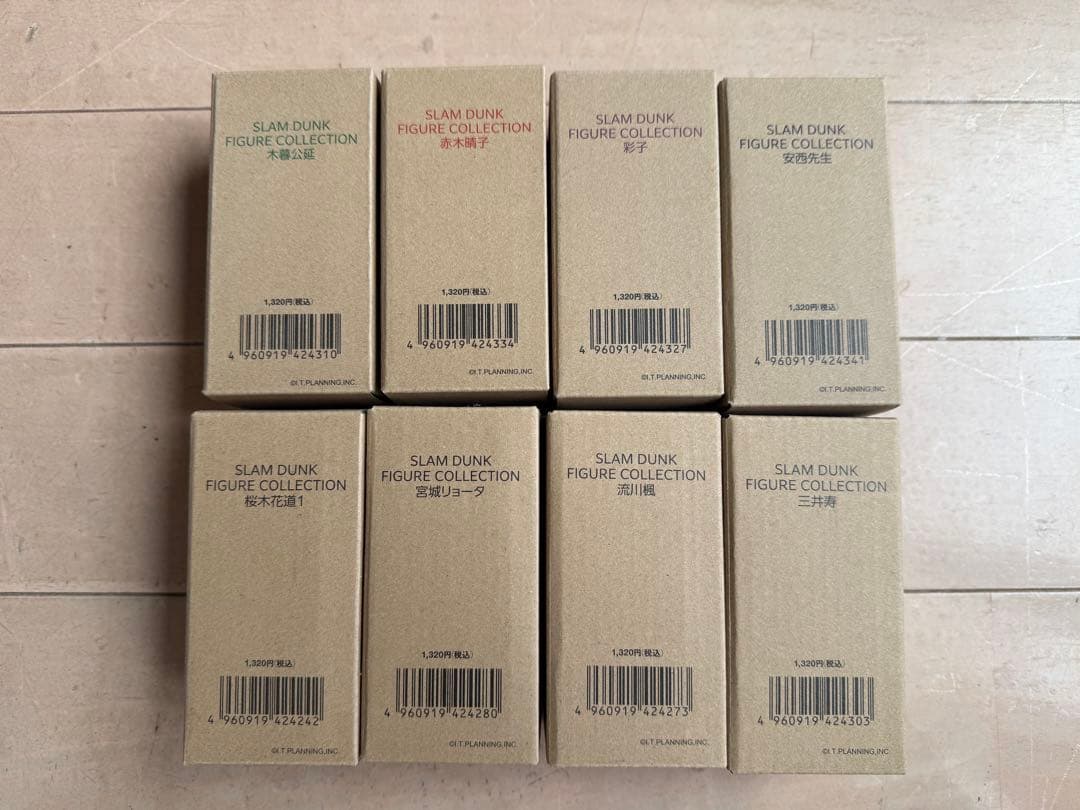 SLAM DUNK
FIGURE COLLECTION
木暮公延
1,320円(税込)
4 960919 424310
©I.T.PLANNING,INC.
SLAM DUNK
FIGURE COLLECTION
赤木晴子
1,320円(税込)
4 960919 424334
©I.T.PLANNING,INC.
SLAM DUNK
FIGURE COLLECTION
彩子
1,320円(税込)
4 960919 424327
©I.T.PLANNING,INC.
SLAM DUNK
FIGURE COLLECTION
安西先生
1,320円(税込)
4 960919 424341
©I.T.PLANNING,INC.
SLAM DUNK
FIGURE COLLECTION
桜木花道1
1,320円(税込)
4 960919 424242
©I.T.PLANNING,INC.
SLAM DUNK
FIGURE COLLECTION
宮城リョータ
1,320円(税込)
4 960919 424280
©I.T.PLANNING,INC.
SLAM DUNK
FIGURE COLLECTION
流川楓
1,320円(税込)
4 960919 424273
©I.T.PLANNING,INC.
SLAM DUNK
FIGURE COLLECTION
三井寿
1,320円(税込)
4 960919 424303
©I.T.PLANNING,INC.